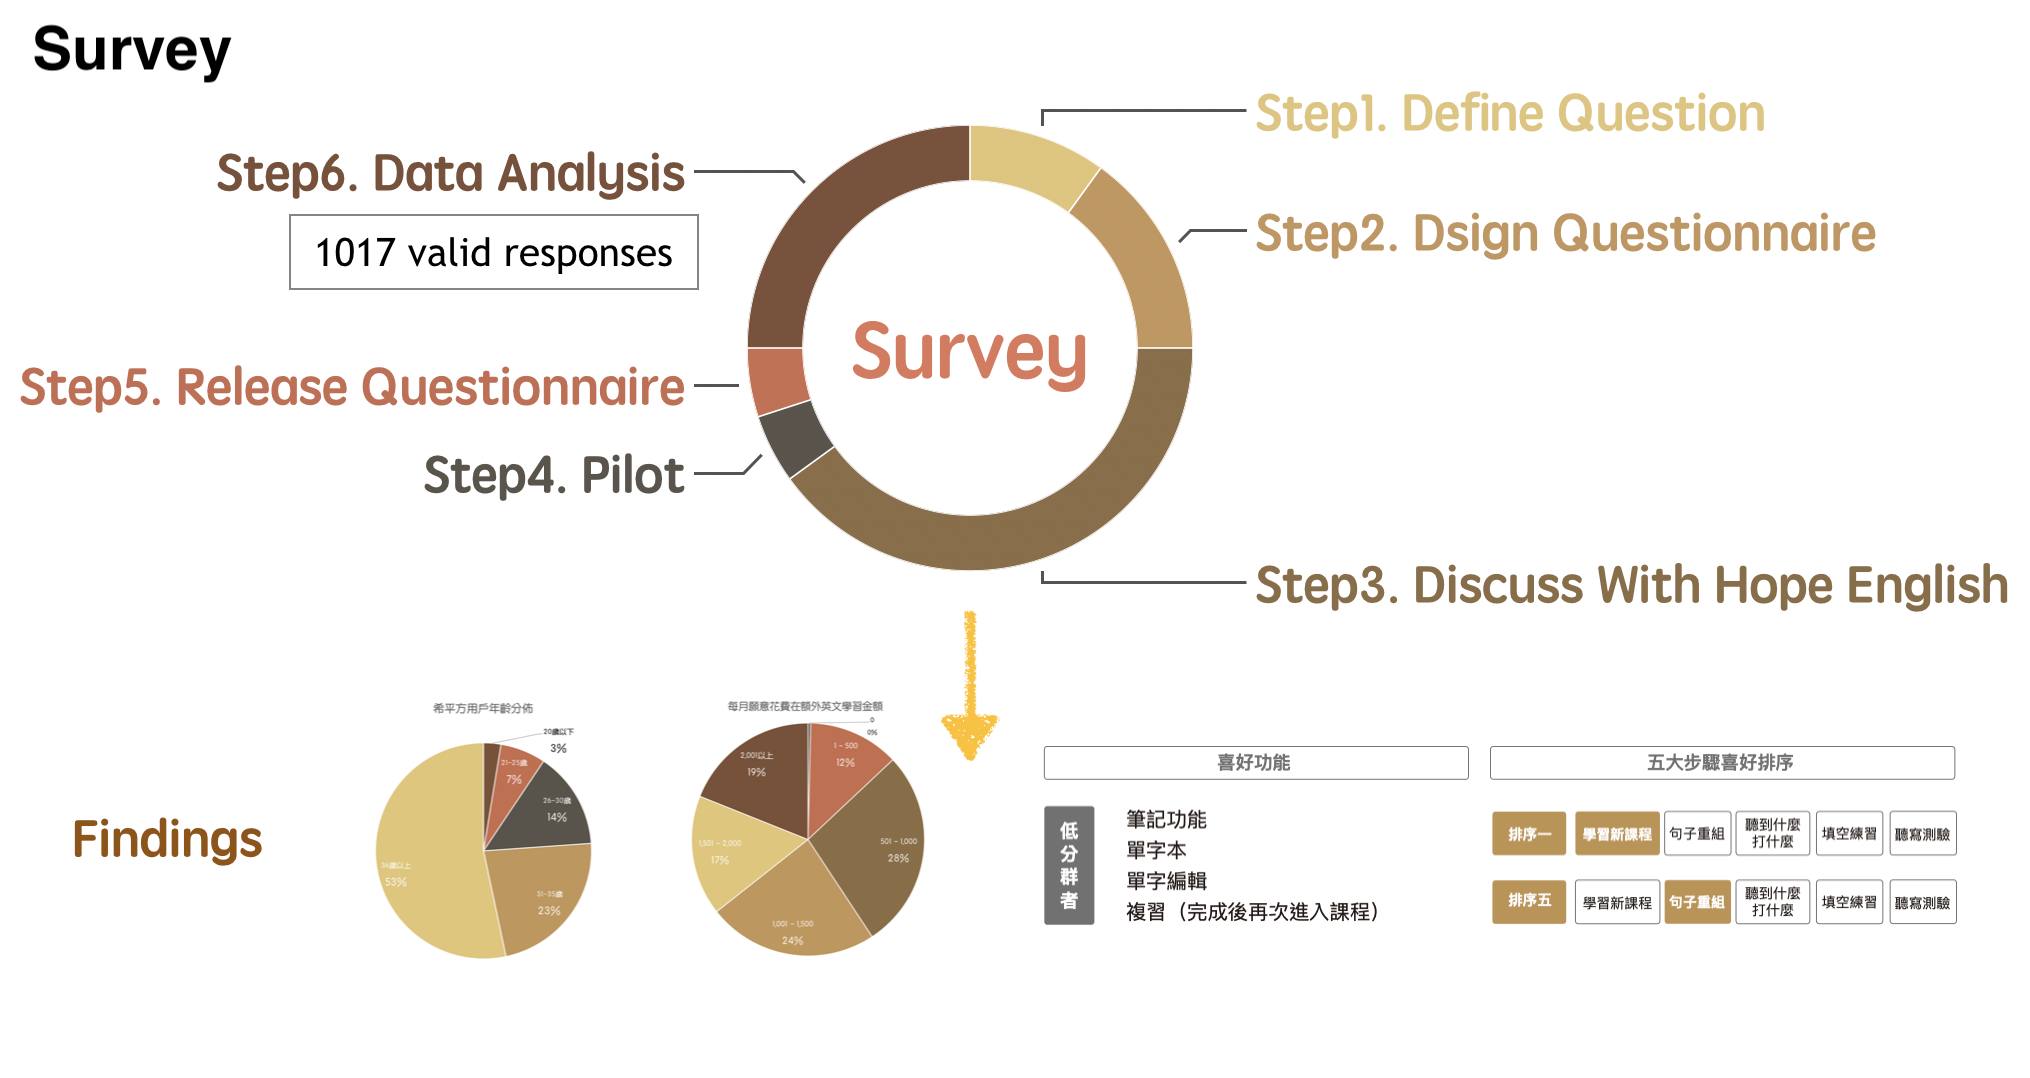 Survey
Step1. Define Question
Step2. Dsign Questionnaire
Step3. Discuss With Hope English
Step4. Pilot
Step5. Release Questionnaire
Step6. Data Analysis
1017 valid responses
Survey
Findings
希平方用戶年齡分佈
20歲以下
3%
21-25歲
7%
26-30歲
14%
31-35歲
23%
36歲以上
53%
每月願意花費在額外英文學習金額
0
0%
1 - 500
12%
501 - 1,000
28%
1,001 - 1,500
24%
1,501 - 2,000
17%
2,001以上
19%
喜好功能
低分群者
筆記功能
單字本
單字編輯
複習（完成後再次進入課程）
五大步驟喜好排序
排序一
學習新課程
句子重組
聽到什麼
打什麼
填空練習
聽寫測驗
排序五
學習新課程
句子重組
聽到什麼
打什麼
填空練習
聽寫測驗